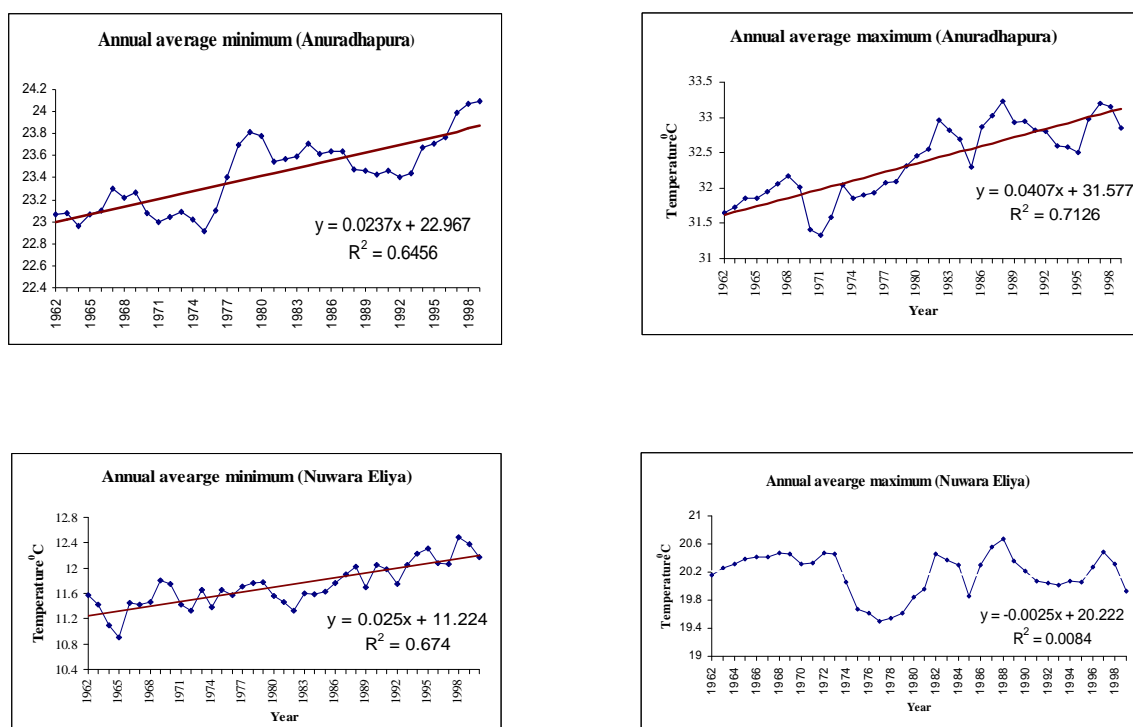 Annual average minimum (Anuradhapura)
24.2
24
23.8
23.6
23.4
23.2
23
22.8
22.6
22.4
y = 0.0237x + 22.967
R² = 0.6456
1962 1965 1968 1971 1974 1977 1980 1983 1986 1989 1992 1995 1998
Annual average maximum (Anuradhapura)
Temperature⁰C
33.5
33
32.5
32
31.5
31
y = 0.0407x + 31.577
R² = 0.7126
1962 1965 1968 1971 1974 1977 1980 1983 1986 1989 1992 1995 1998
Year
Annual avearge minimum (Nuwara Eliya)
Temperature⁰C
12.8
12.4
12
11.6
11.2
10.8
10.4
y = 0.025x + 11.224
R² = 0.674
1962 1965 1968 1971 1974 1977 1980 1983 1986 1989 1992 1995 1998
Year
Annual avearge maximum (Nuwara Eliya)
Temperature⁰C
21
20.6
20.2
19.8
19.4
19
y = -0.0025x + 20.222
R² = 0.0084
1962 1964 1966 1968 1970 1972 1974 1976 1978 1980 1982 1984 1986 1988 1990 1992 1994 1996 1998
Year